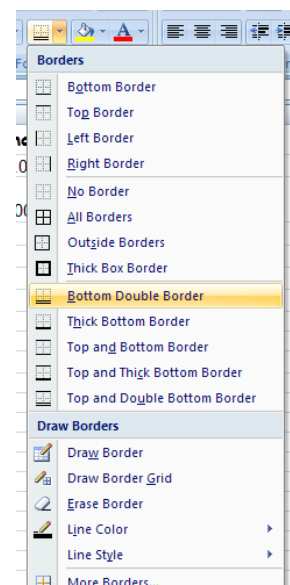 A
Borders
Bottom Border
Top Border
Left Border
Right Border
No Border
All Borders
Outside Borders
Thick Box Border
Bottom Double Border
Thick Bottom Border
Top and Bottom Border
Top and Thick Bottom Border
Top and Double Bottom Border
Draw Borders
Draw Border
Draw Border Grid
Erase Border
Line Color
Line Style
More Borders...